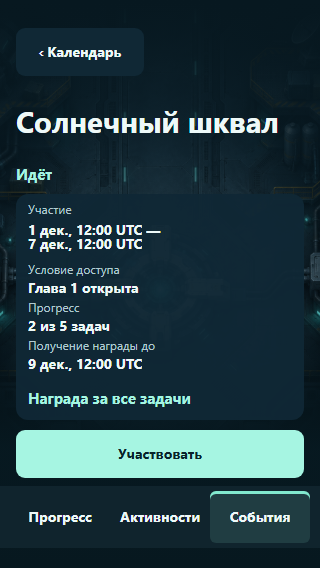 ‹ Календарь
Солнечный шквал
Идёт
Участие
1 дек., 12:00 UTC —
7 дек., 12:00 UTC
Условие доступа
Глава 1 открыта
Прогресс
2 из 5 задач
Получение награды до
9 дек., 12:00 UTC
Награда за все задачи
Участвовать
Прогресс Активности События